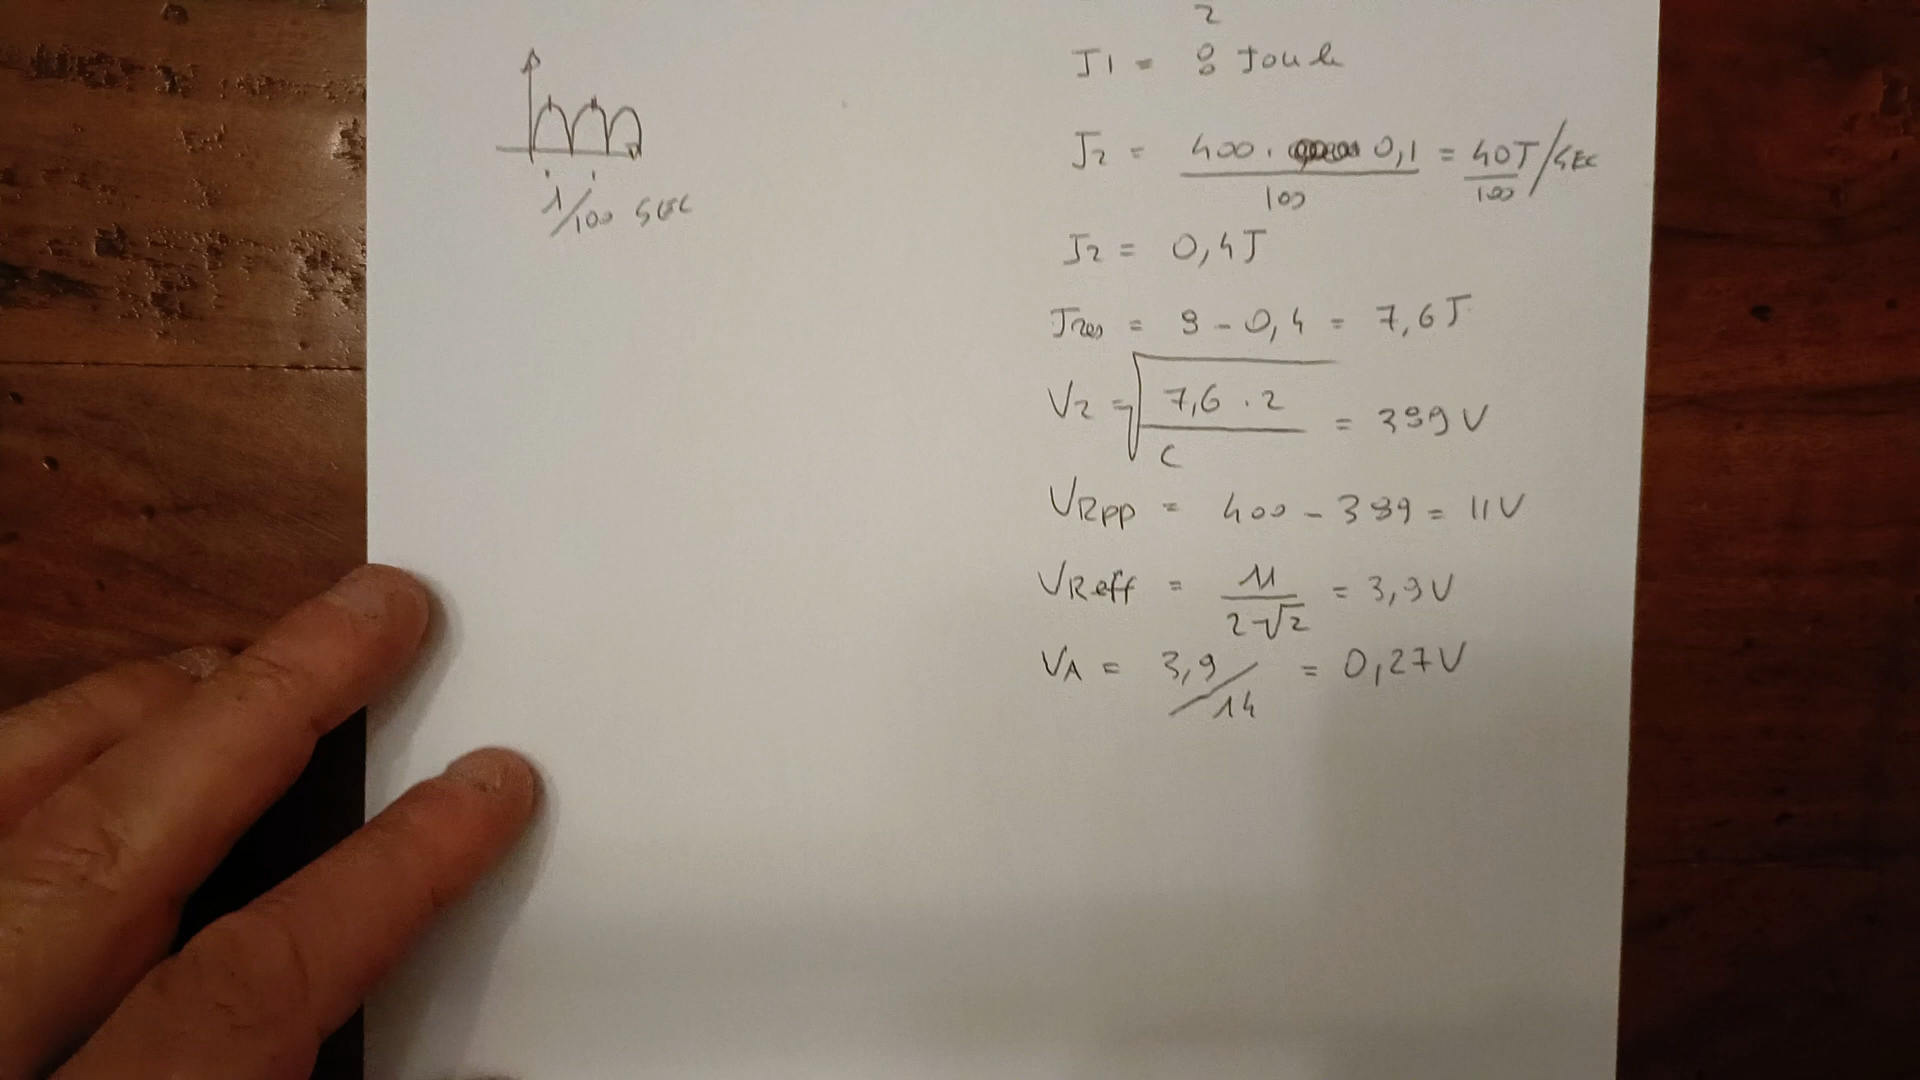 2
J1 = 8 Joule
J2 = 400 . 0,1 / 100 = 40J / 100 /SEC
1/100 SEC
J2 = 0,4J
Jres = 8 - 0,4 = 7,6J
V2 = √ 7,6 . 2 / C = 389V
VRpp = 400 - 389 = 11V
VReff = 11 / 2√2 = 3,9V
VA = 3,9 / 14 = 0,27V